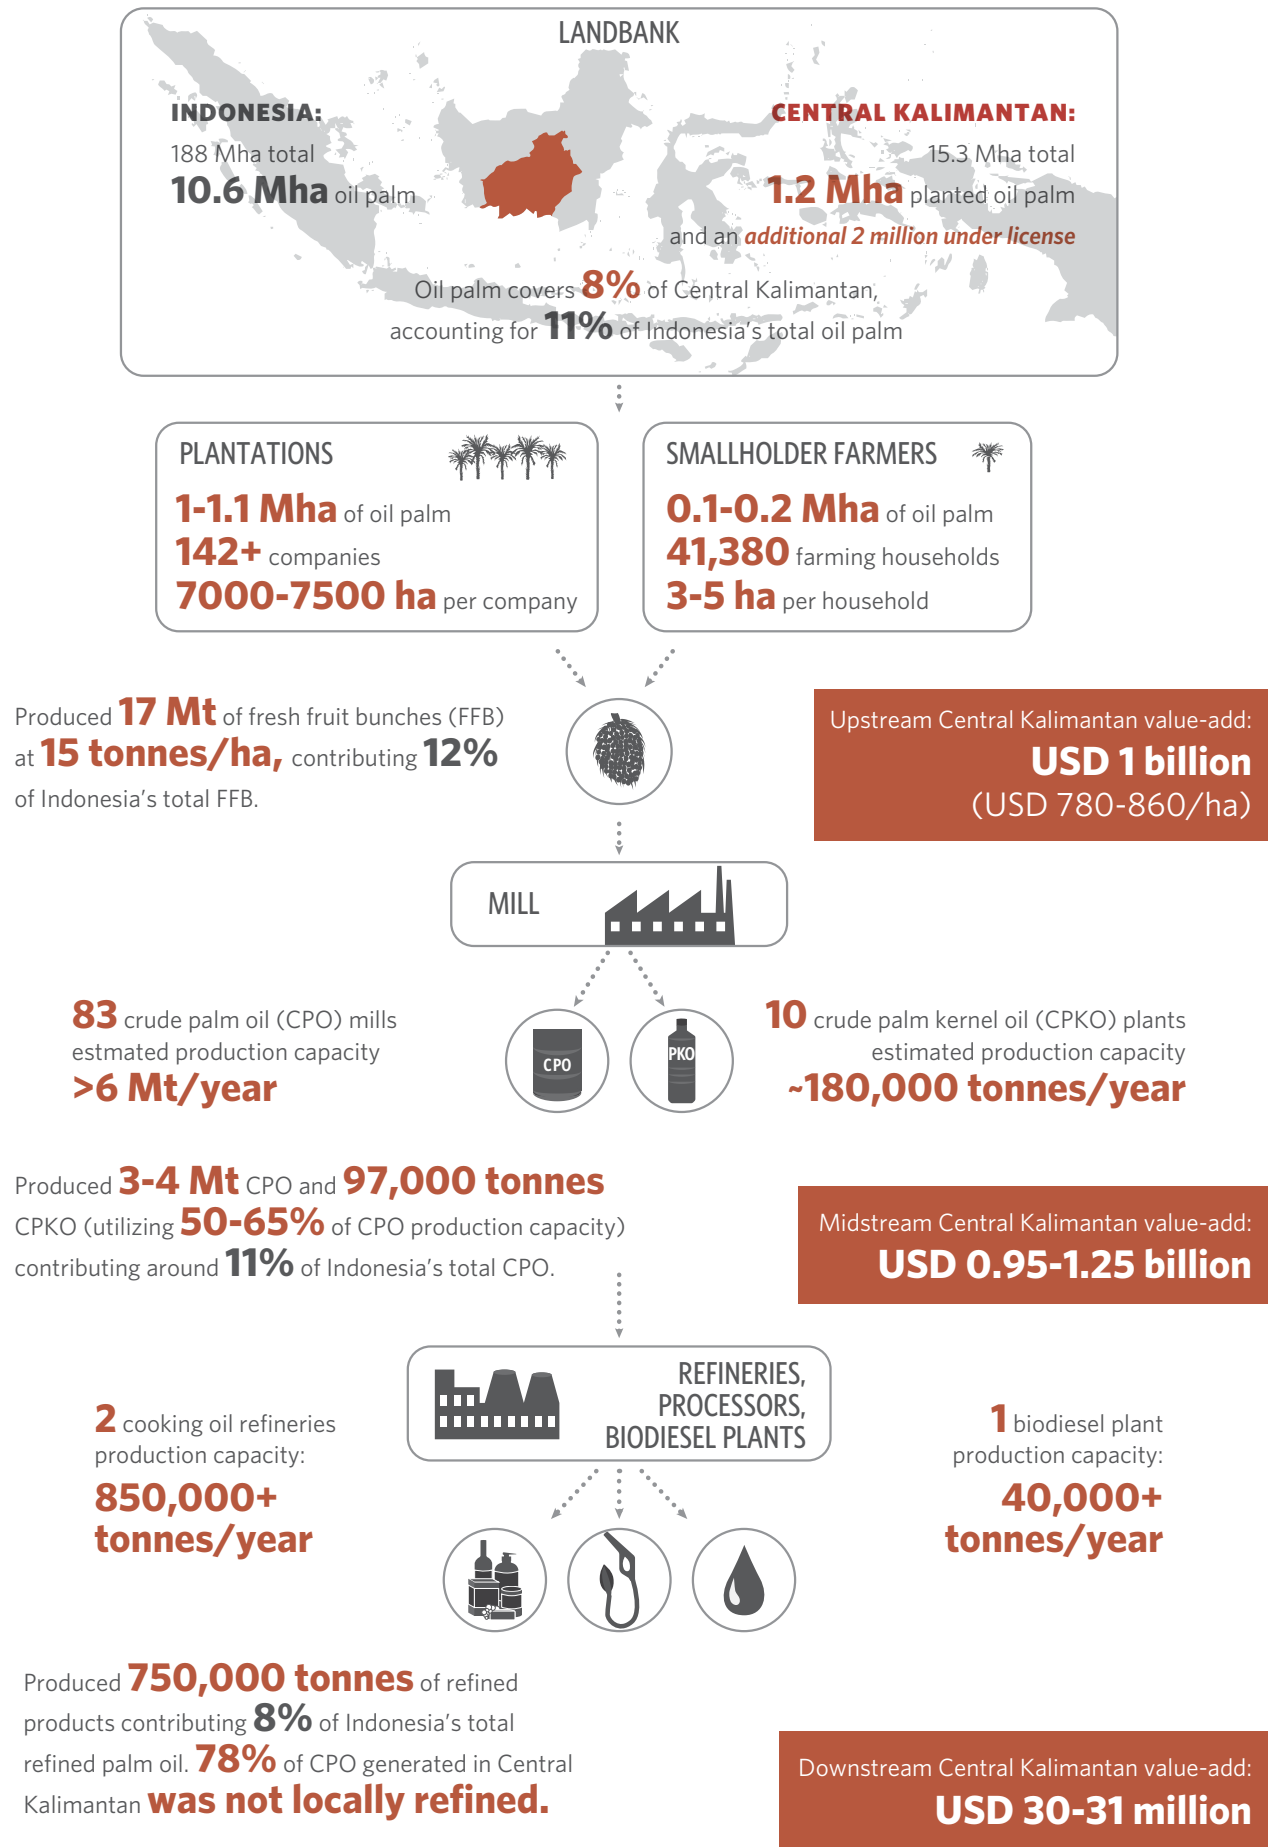 LANDBANK
INDONESIA:
188 Mha total
10.6 Mha oil palm
CENTRAL KALIMANTAN:
15.3 Mha total
1.2 Mha planted oil palm
and an additional 2 million under license
Oil palm covers 8% of Central Kalimantan,
accounting for 11% of Indonesia's total oil palm
PLANTATIONS
1-1.1 Mha of oil palm
142+ companies
7000-7500 ha per company
SMALLHOLDER FARMERS
0.1-0.2 Mha of oil palm
41,380 farming households
3-5 ha per household
Produced 17 Mt of fresh fruit bunches (FFB)
at 15 tonnes/ha, contributing 12%
of Indonesia's total FFB.
Upstream Central Kalimantan value-add:
USD 1 billion
(USD 780-860/ha)
MILL
83 crude palm oil (CPO) mills
estmated production capacity
>6 Mt/year
CPO
PKO
10 crude palm kernel oil (CPKO) plants
estimated production capacity
~180,000 tonnes/year
Produced 3-4 Mt CPO and 97,000 tonnes
CPKO (utilizing 50-65% of CPO production capacity)
contributing around 11% of Indonesia's total CPO.
Midstream Central Kalimantan value-add:
USD 0.95-1.25 billion
REFINERIES,
PROCESSORS,
BIODIESEL PLANTS
2 cooking oil refineries
production capacity:
850,000+
tonnes/year
1 biodiesel plant
production capacity:
40,000+
tonnes/year
Produced 750,000 tonnes of refined
products contributing 8% of Indonesia's total
refined palm oil. 78% of CPO generated in Central
Kalimantan was not locally refined.
Downstream Central Kalimantan value-add:
USD 30-31 million